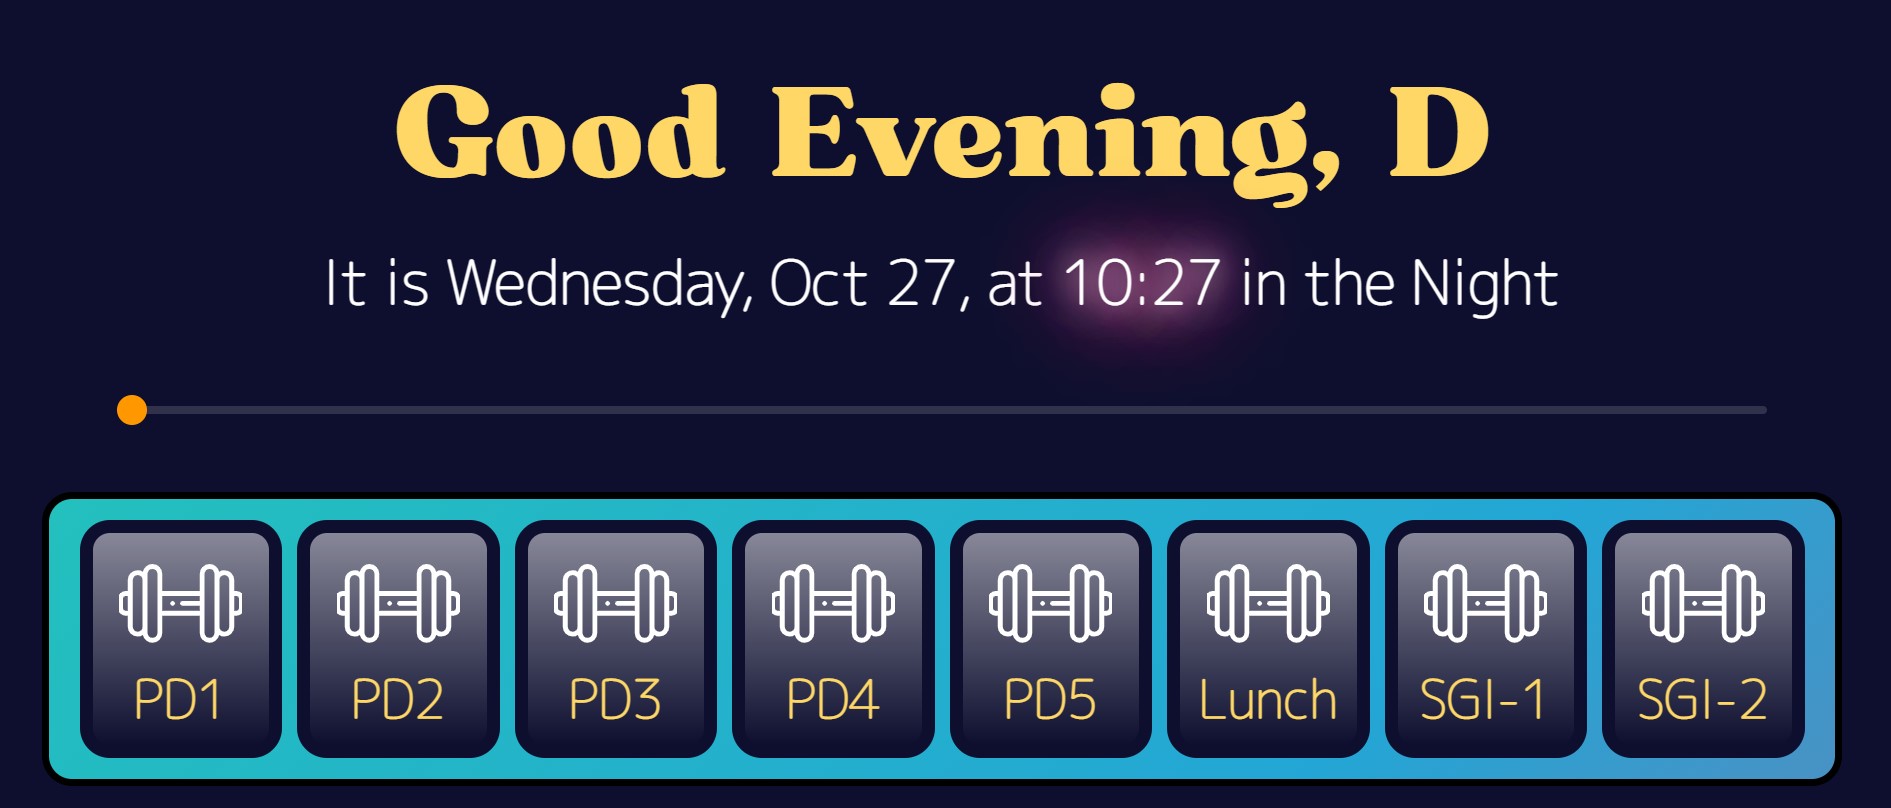 Good Evening, D
It is Wednesday, Oct 27, at 10:27 in the Night
PD1 PD2 PD3 PD4 PD5 Lunch SGI-1 SGI-2